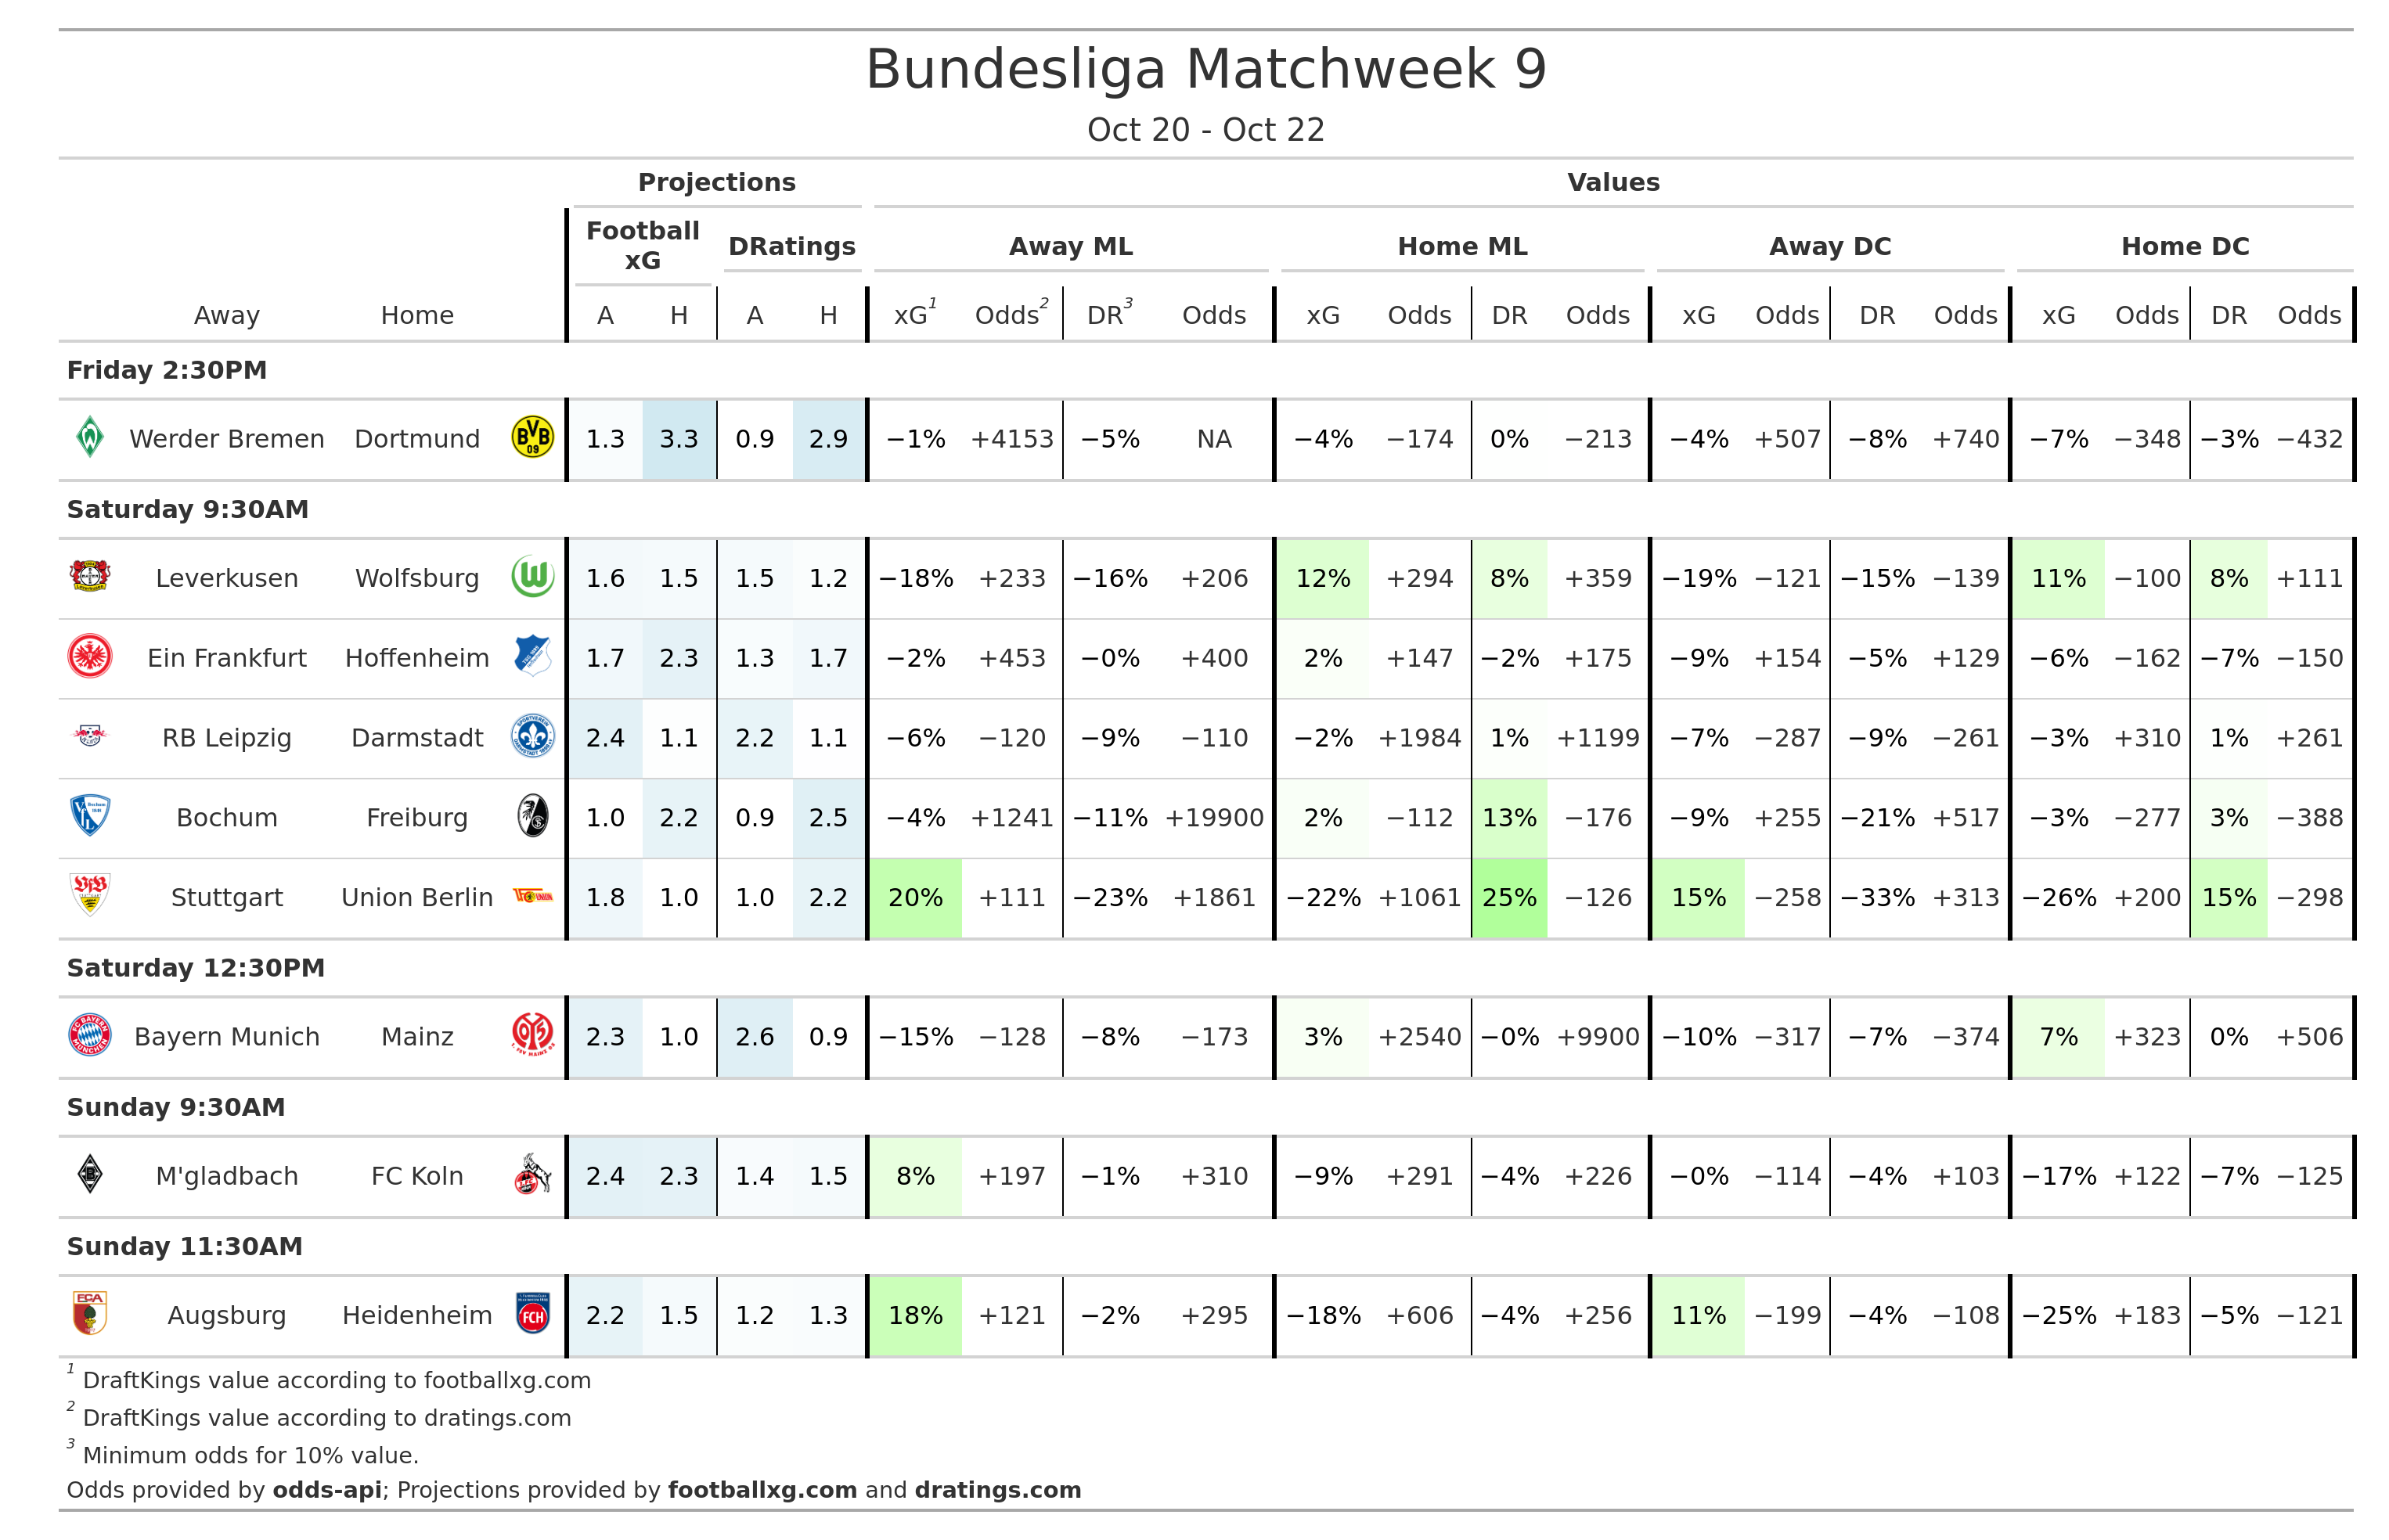 Bundesliga Matchweek 9
Oct 20 - Oct 22
Projections Values
Football xG DRatings Away ML Home ML Away DC Home DC
Away Home A H A H xG1 Odds2 DR3 Odds xG Odds DR Odds xG Odds DR Odds xG Odds DR Odds
Friday 2:30PM
Werder Bremen Dortmund BVB 09 1.3 3.3 0.9 2.9 −1% +4153 −5% NA −4% −174 0% −213 −4% +507 −8% +740 −7% −348 −3% −432
Saturday 9:30AM
Leverkusen Wolfsburg 1.6 1.5 1.5 1.2 −18% +233 −16% +206 12% +294 8% +359 −19% −121 −15% −139 11% −100 8% +111
Ein Frankfurt Hoffenheim 1.7 2.3 1.3 1.7 −2% +453 −0% +400 2% +147 −2% +175 −9% +154 −5% +129 −6% −162 −7% −150
RB Leipzig Darmstadt 2.4 1.1 2.2 1.1 −6% −120 −9% −110 −2% +1984 1% +1199 −7% −287 −9% −261 −3% +310 1% +261
Bochum Freiburg 1.0 2.2 0.9 2.5 −4% +1241 −11% +19900 2% −112 13% −176 −9% +255 −21% +517 −3% −277 3% −388
Stuttgart Union Berlin 1.8 1.0 1.0 2.2 20% +111 −23% +1861 −22% +1061 25% −126 15% −258 −33% +313 −26% +200 15% −298
Saturday 12:30PM
Bayern Munich Mainz 2.3 1.0 2.6 0.9 −15% −128 −8% −173 3% +2540 −0% +9900 −10% −317 −7% −374 7% +323 0% +506
Sunday 9:30AM
M'gladbach FC Koln 2.4 2.3 1.4 1.5 8% +197 −1% +310 −9% +291 −4% +226 −0% −114 −4% +103 −17% +122 −7% −125
Sunday 11:30AM
FCA Augsburg Heidenheim FCH 2.2 1.5 1.2 1.3 18% +121 −2% +295 −18% +606 −4% +256 11% −199 −4% −108 −25% +183 −5% −121
1 DraftKings value according to footballxg.com
2 DraftKings value according to dratings.com
3 Minimum odds for 10% value.
Odds provided by odds-api; Projections provided by footballxg.com and dratings.com